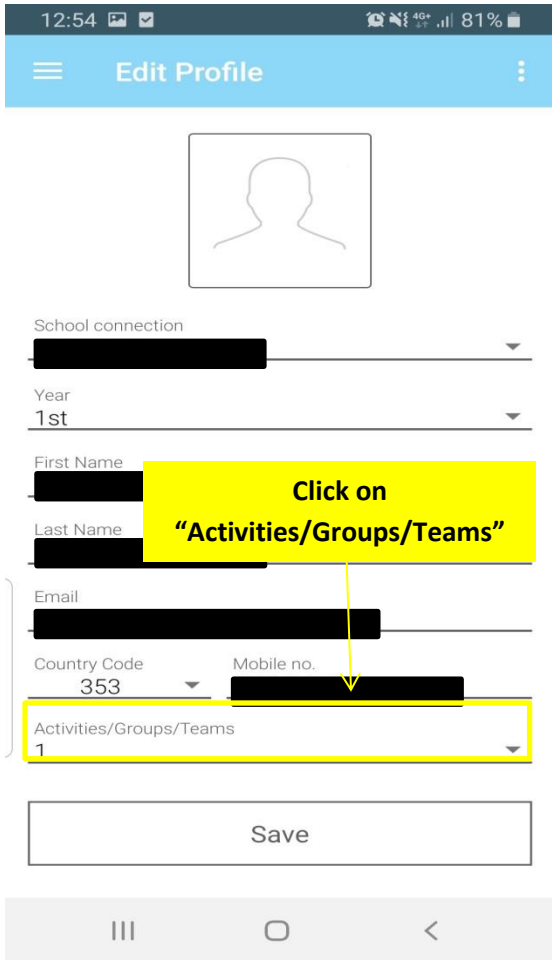 12:54 4G+ 81%
Edit Profile
School connection
Year
1st
First Name
Click on
“Activities/Groups/Teams”
Last Name
Email
Country Code Mobile no.
353
Activities/Groups/Teams
1
Save